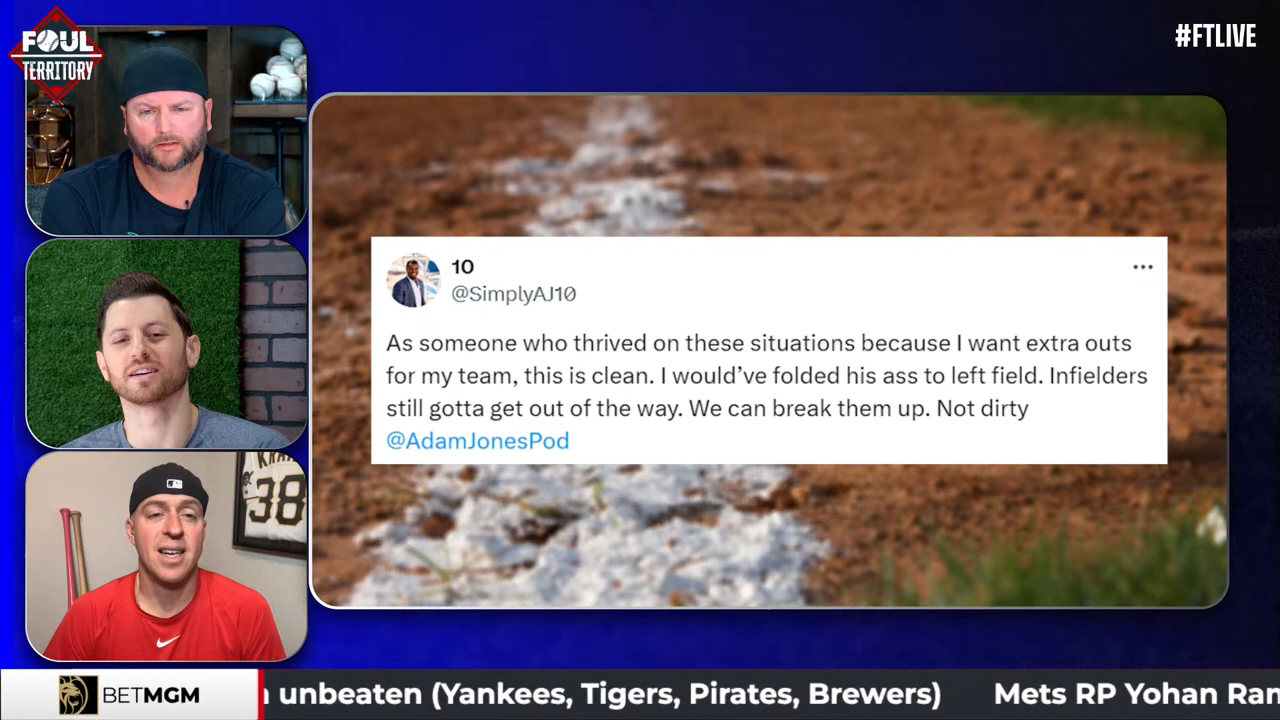 FOUL
TERRITORY
#FTLIVE
10
@SimplyAJ10
As someone who thrived on these situations because I want extra outs
for my team, this is clean. I would’ve folded his ass to left field. Infielders
still gotta get out of the way. We can break them up. Not dirty
@AdamJonesPod
38
BETMGM
unbeaten (Yankees, Tigers, Pirates, Brewers) Mets RP Yohan